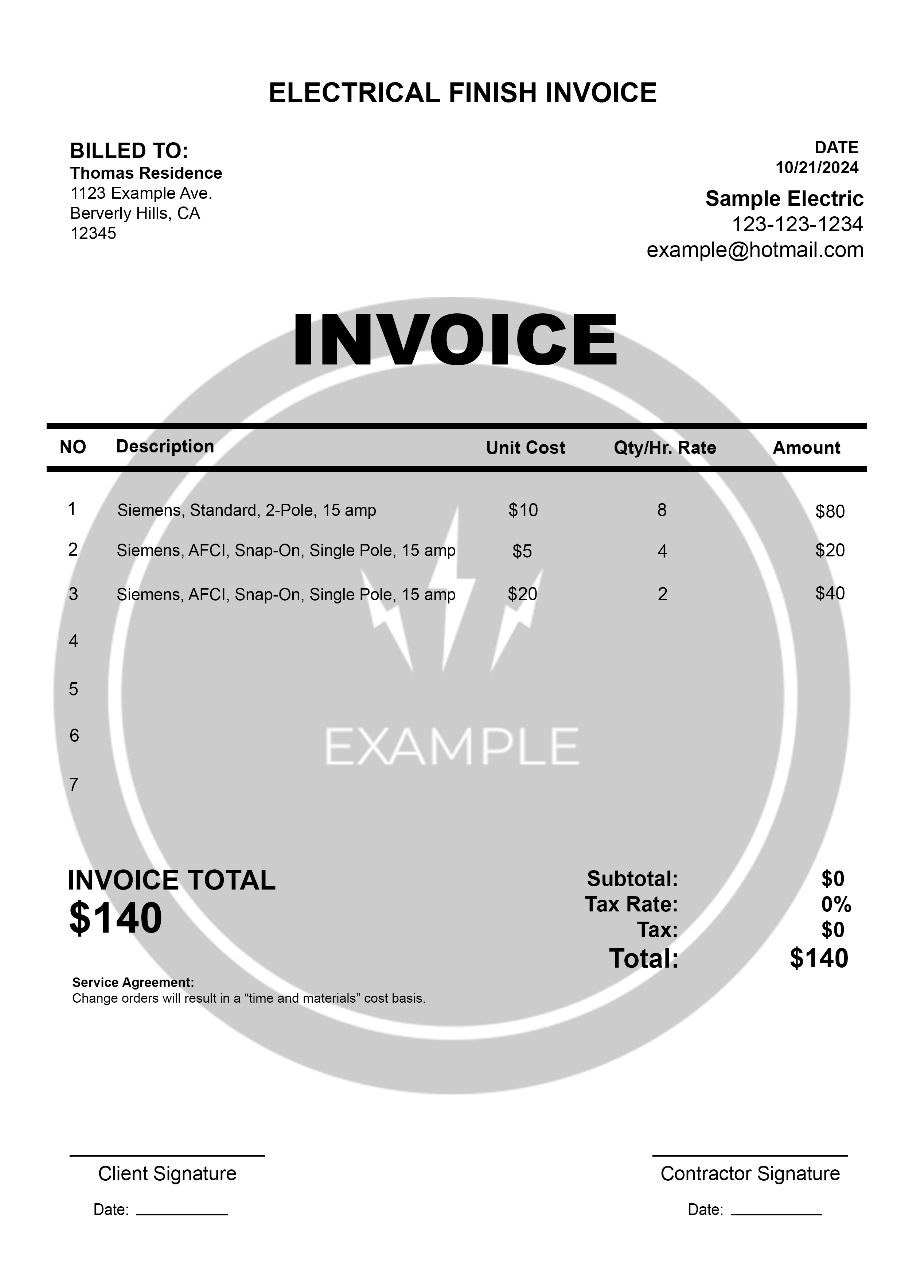 ELECTRICAL FINISH INVOICE
BILLED TO:
Thomas Residence
1123 Example Ave.
Berverly Hills, CA
12345
DATE
10/21/2024
Sample Electric
123-123-1234
example@hotmail.com
INVOICE
NO Description Unit Cost Qty/Hr. Rate Amount
1 Siemens, Standard, 2-Pole, 15 amp $10 8 $80
2 Siemens, AFCI, Snap-On, Single Pole, 15 amp $5 4 $20
3 Siemens, AFCI, Snap-On, Single Pole, 15 amp $20 2 $40
4
5
6
EXAMPLE
7
INVOICE TOTAL
$140
Subtotal: $0
Tax Rate: 0%
Tax: $0
Total: $140
Service Agreement:
Change orders will result in a “time and materials” cost basis.
Client Signature
Date:
Contractor Signature
Date: